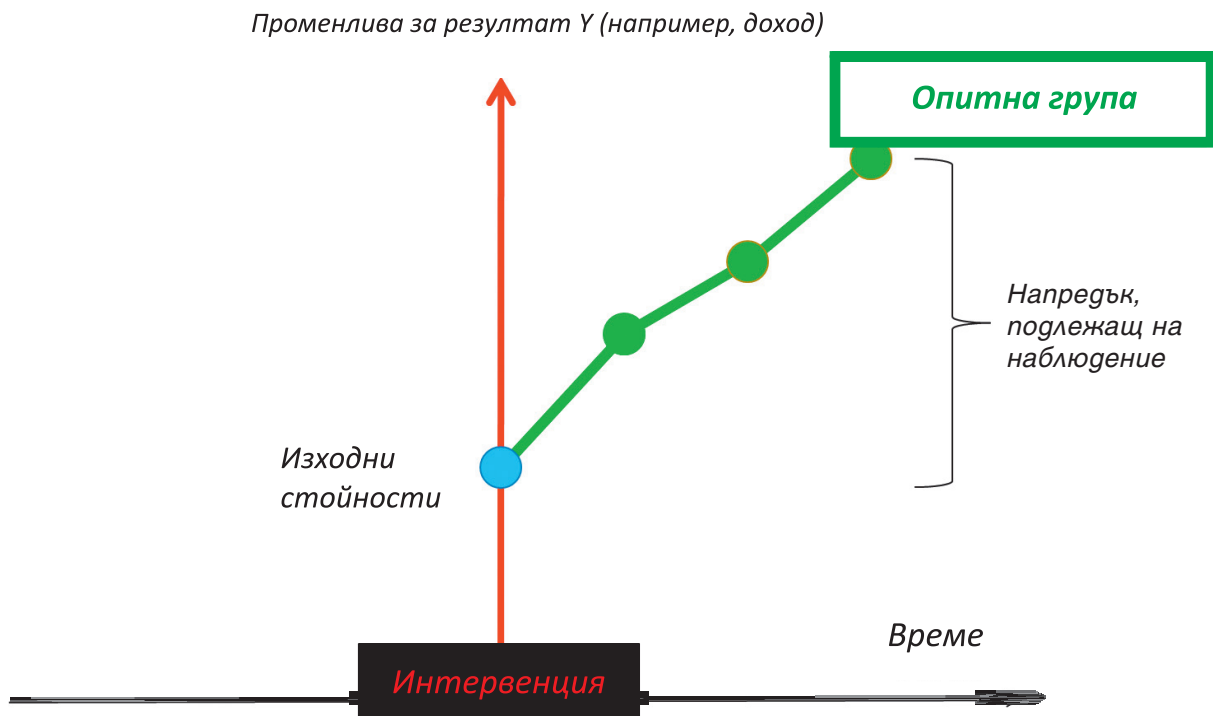 Променлива за резултат Y (например, доход)
Опитна група
Напредък,
подлежащ на
наблюдение
Изходни
стойности
Време
Интервенция